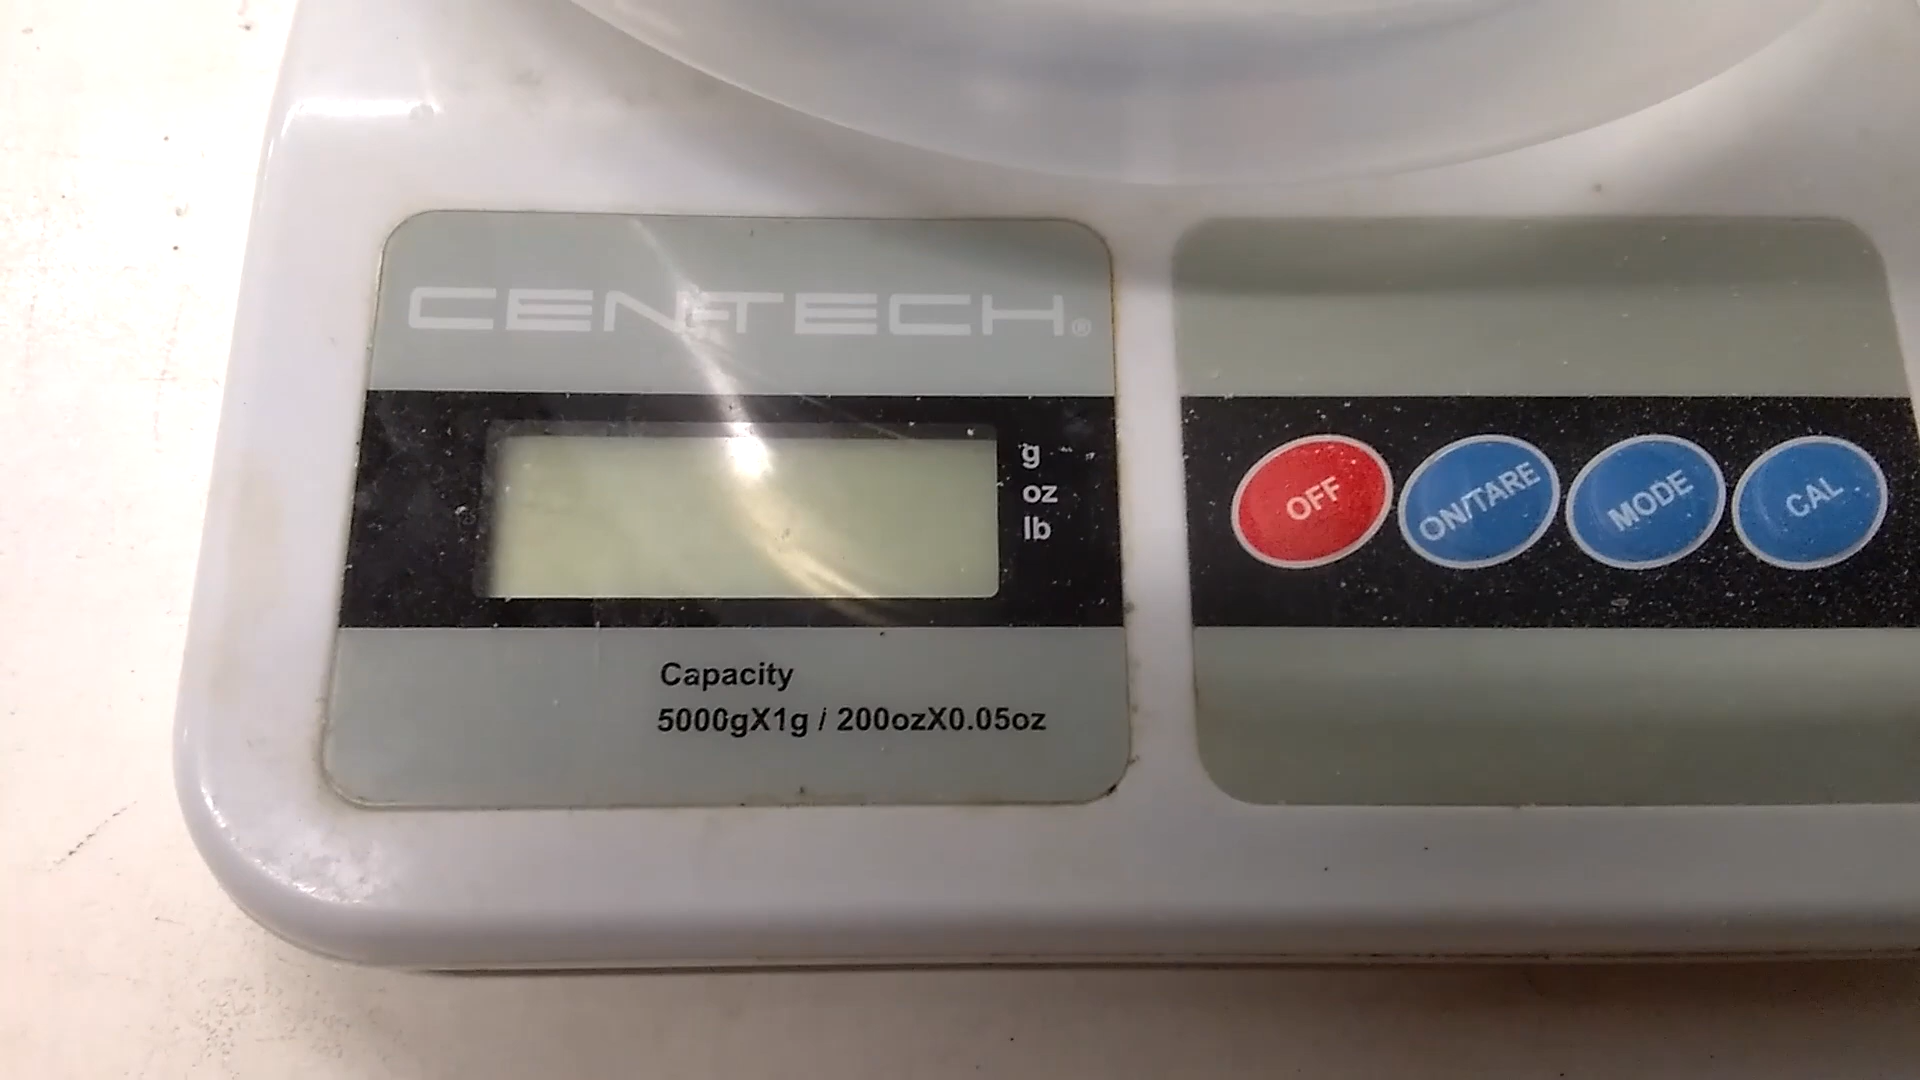 CEN-TECH®
g
oz
lb
OFF
ON/TARE
MODE
CAL
Capacity
5000gX1g / 200ozX0.05oz